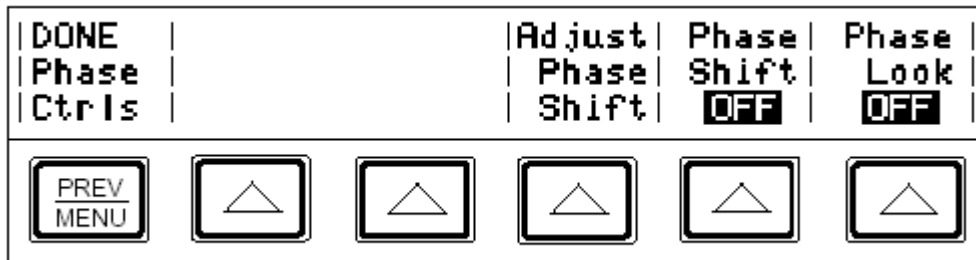 DONE
Phase
Ctrls
Adjust
Phase
Shift
Phase
Shift
OFF
Phase
Look
OFF
PREV
MENU